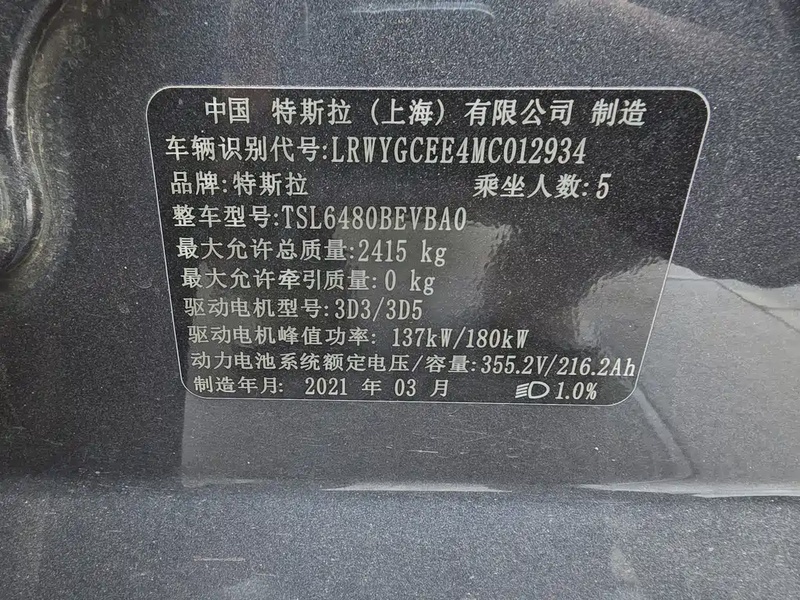 中国 特斯拉（上海）有限公司 制造
车辆识别代号:LRWYGCEE4MC012934
品牌:特斯拉 乘坐人数:5
整车型号:TSL6480BEVBA0
最大允许总质量:2415 kg
最大允许牵引质量:0 kg
驱动电机型号:3D3/3D5
驱动电机峰值功率: 137kW/180kW
动力电池系统额定电压/容量:355.2V/216.2Ah
制造年月: 2021 年 03 月 1.0%